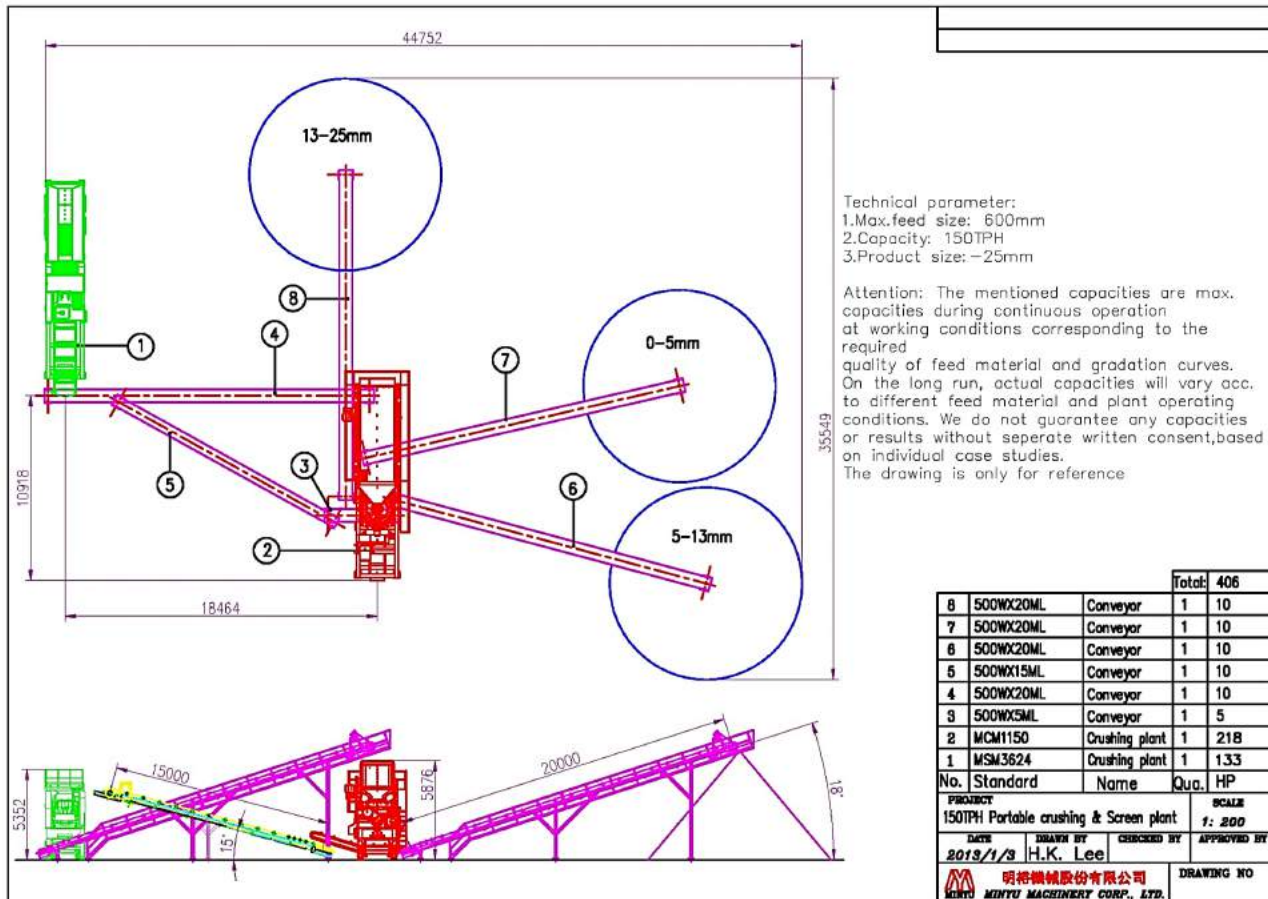 44752
13-25mm
35549
0-5mm
5-13mm
8
4
1
7
5
3
6
2
10918
18464
Technical parameter:
1.Max.feed size: 600mm
2.Capacity: 150TPH
3.Product size: -25mm
Attention: The mentioned capacities are max.
capacities during continuous operation
at working conditions corresponding to the
required
quality of feed material and gradation curves.
On the long run, actual capacities will vary acc.
to different feed material and plant operating
conditions. We do not guarantee any capacities
or results without seperate written consent,based
on individual case studies.
The drawing is only for reference
5352
15000
15°
5876
20000
18°
Total: 406
8 500WX20ML Conveyor 1 10
7 500WX20ML Conveyor 1 10
6 500WX20ML Conveyor 1 10
5 500WX15ML Conveyor 1 10
4 500WX20ML Conveyor 1 10
3 500WX5ML Conveyor 1 5
2 MCM1150 Crushing plant 1 218
1 MSM3624 Crushing plant 1 133
No. Standard Name Qua. HP
PROJECT SCALE
150TPH Portable crushing & Screen plant 1: 200
DATE DRAWN BY CHECKED BY APPROVED BY
2013/1/3 H.K. Lee
明裕機械股份有限公司 DRAWING NO
MINYU MINYU MACHINERY CORP., LTD.